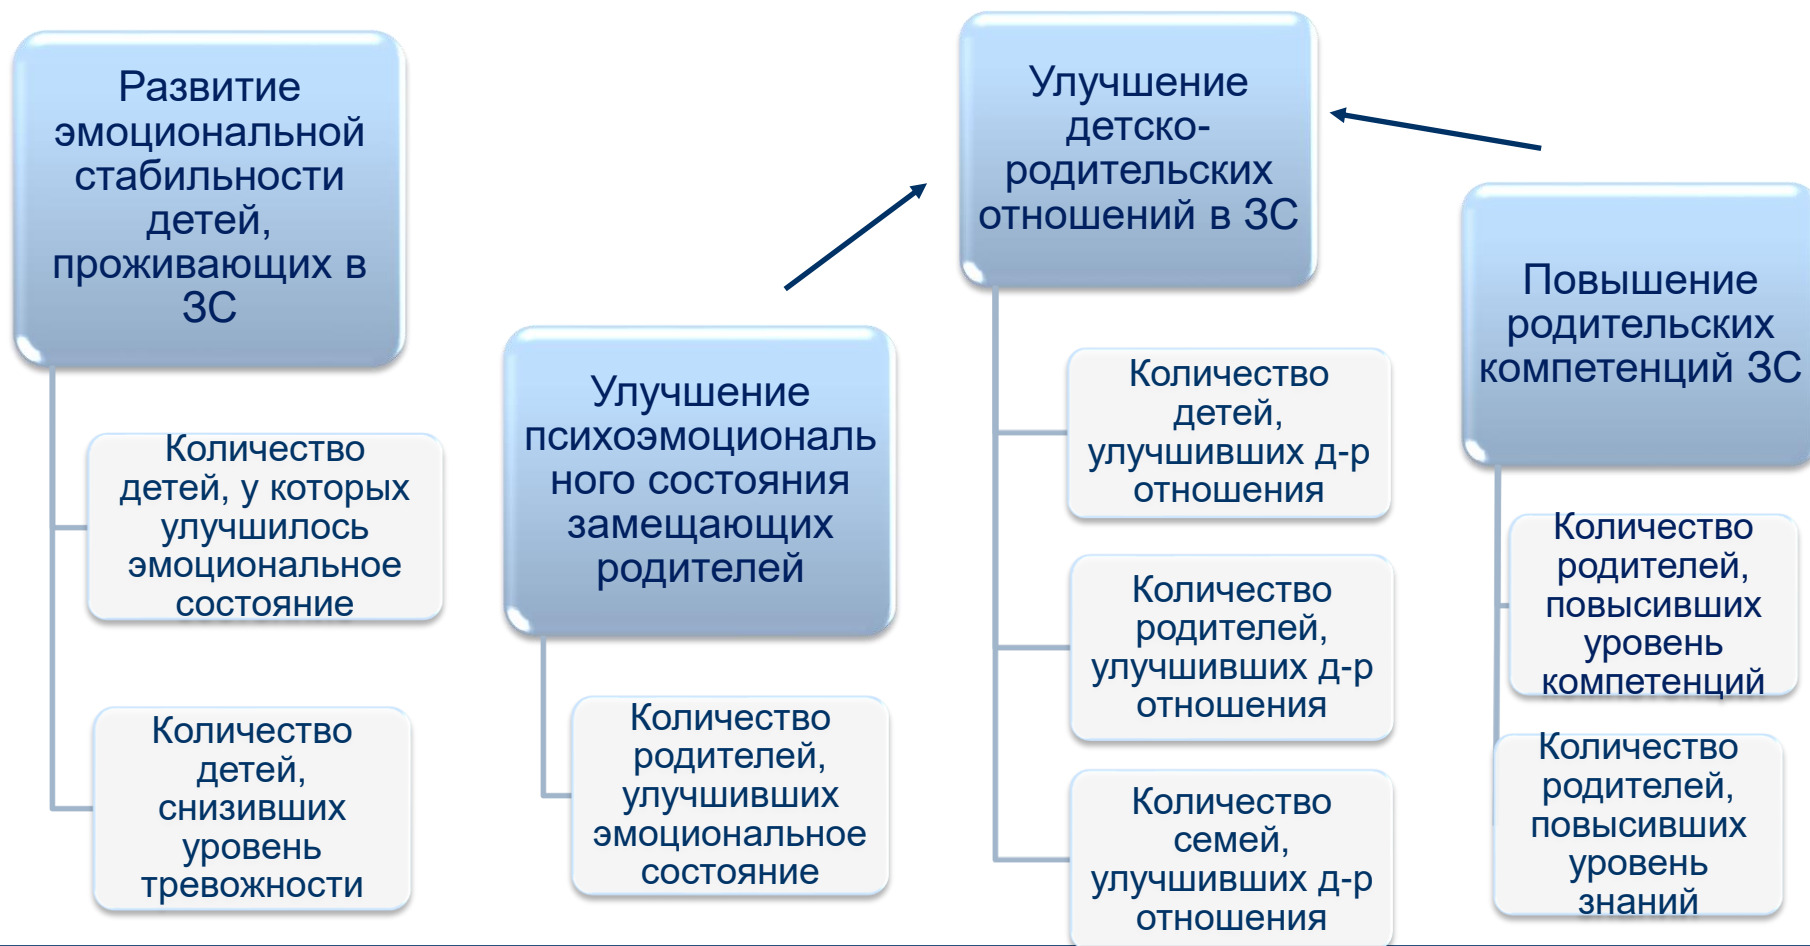 Развитие
эмоциональной
стабильности
детей,
проживающих в
ЗС
Количество
детей, у которых
улучшилось
эмоциональное
состояние
Количество
детей,
снизивших
уровень
тревожности
Улучшение
психоэмоциональ
ного состояния
замещающих
родителей
Количество
родителей,
улучшивших
эмоциональное
состояние
Улучшение
детско-
родительских
отношений в ЗС
Количество
детей,
улучшивших д-р
отношения
Количество
родителей,
улучшивших д-р
отношения
Количество
семей,
улучшивших д-р
отношения
Повышение
родительских
компетенций ЗС
Количество
родителей,
повысивших
уровень
компетенций
Количество
родителей,
повысивших
уровень
знаний